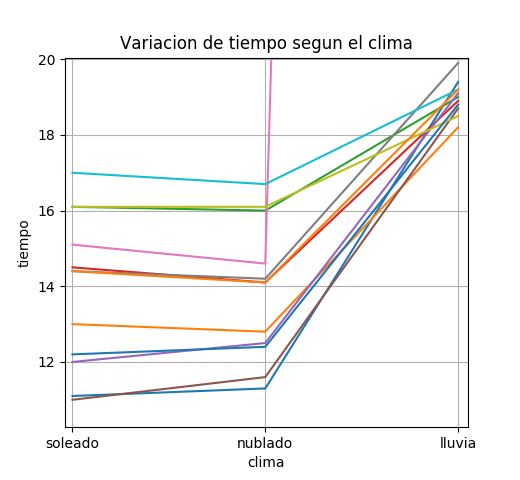 Variacion de tiempo segun el clima
20
18
16
14
12
tiempo
soleado
nublado
lluvia
clima